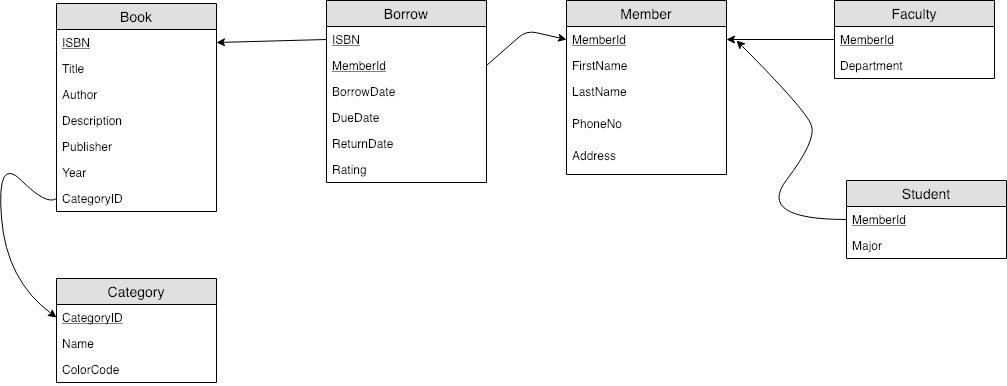 Book
ISBN
Title
Author
Description
Publisher
Year
CategoryID
Borrow
ISBN
MemberId
BorrowDate
DueDate
ReturnDate
Rating
Member
MemberId
FirstName
LastName
PhoneNo
Address
Faculty
MemberId
Department
Student
MemberId
Major
Category
CategoryID
Name
ColorCode